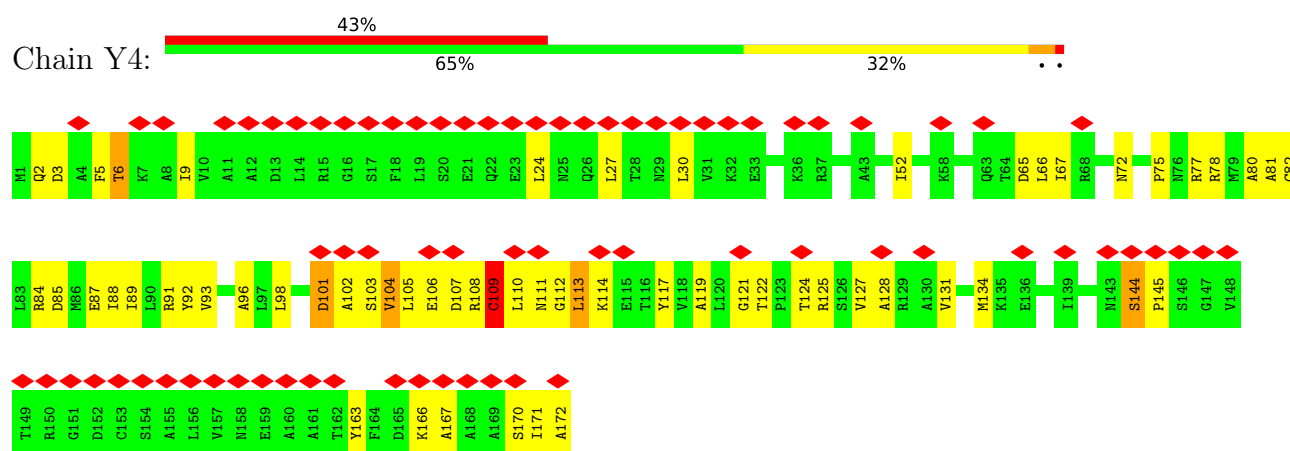 43%
Chain Y4:
65% 32% • •
M1 Q2 D3 A4 F5 T6 K7 A8 I9 V10 A11 A12 D13 L14 R15 G16 S17 F18 L19 S20 E21 Q22 E23 L24 N25 Q26 L27 T28 N29 L30 V31 K32 E33 K36 R37 A43 I52 K58 Q63 T64 D65 L66 I67 R68 N72 P75 N76 R77 R78 M79 A80 A81 C82
L83 R84 D85 M86 E87 I88 I89 L90 R91 Y92 V93 A96 L97 L98 D101 A102 S103 V104 L105 E106 D107 R108 C109 L110 N111 G112 L113 K114 E115 T116 Y117 V118 A119 L120 G121 T122 P123 T124 R125 S126 V127 A128 R129 A130 V131 M134 K135 E136 I139 N143 S144 P145 S146 G147 V148
T149 R150 G151 D152 C153 S154 A155 L156 V157 N158 E159 A160 A161 T162 Y163 F164 D165 K166 A167 A168 A169 S170 I171 A172